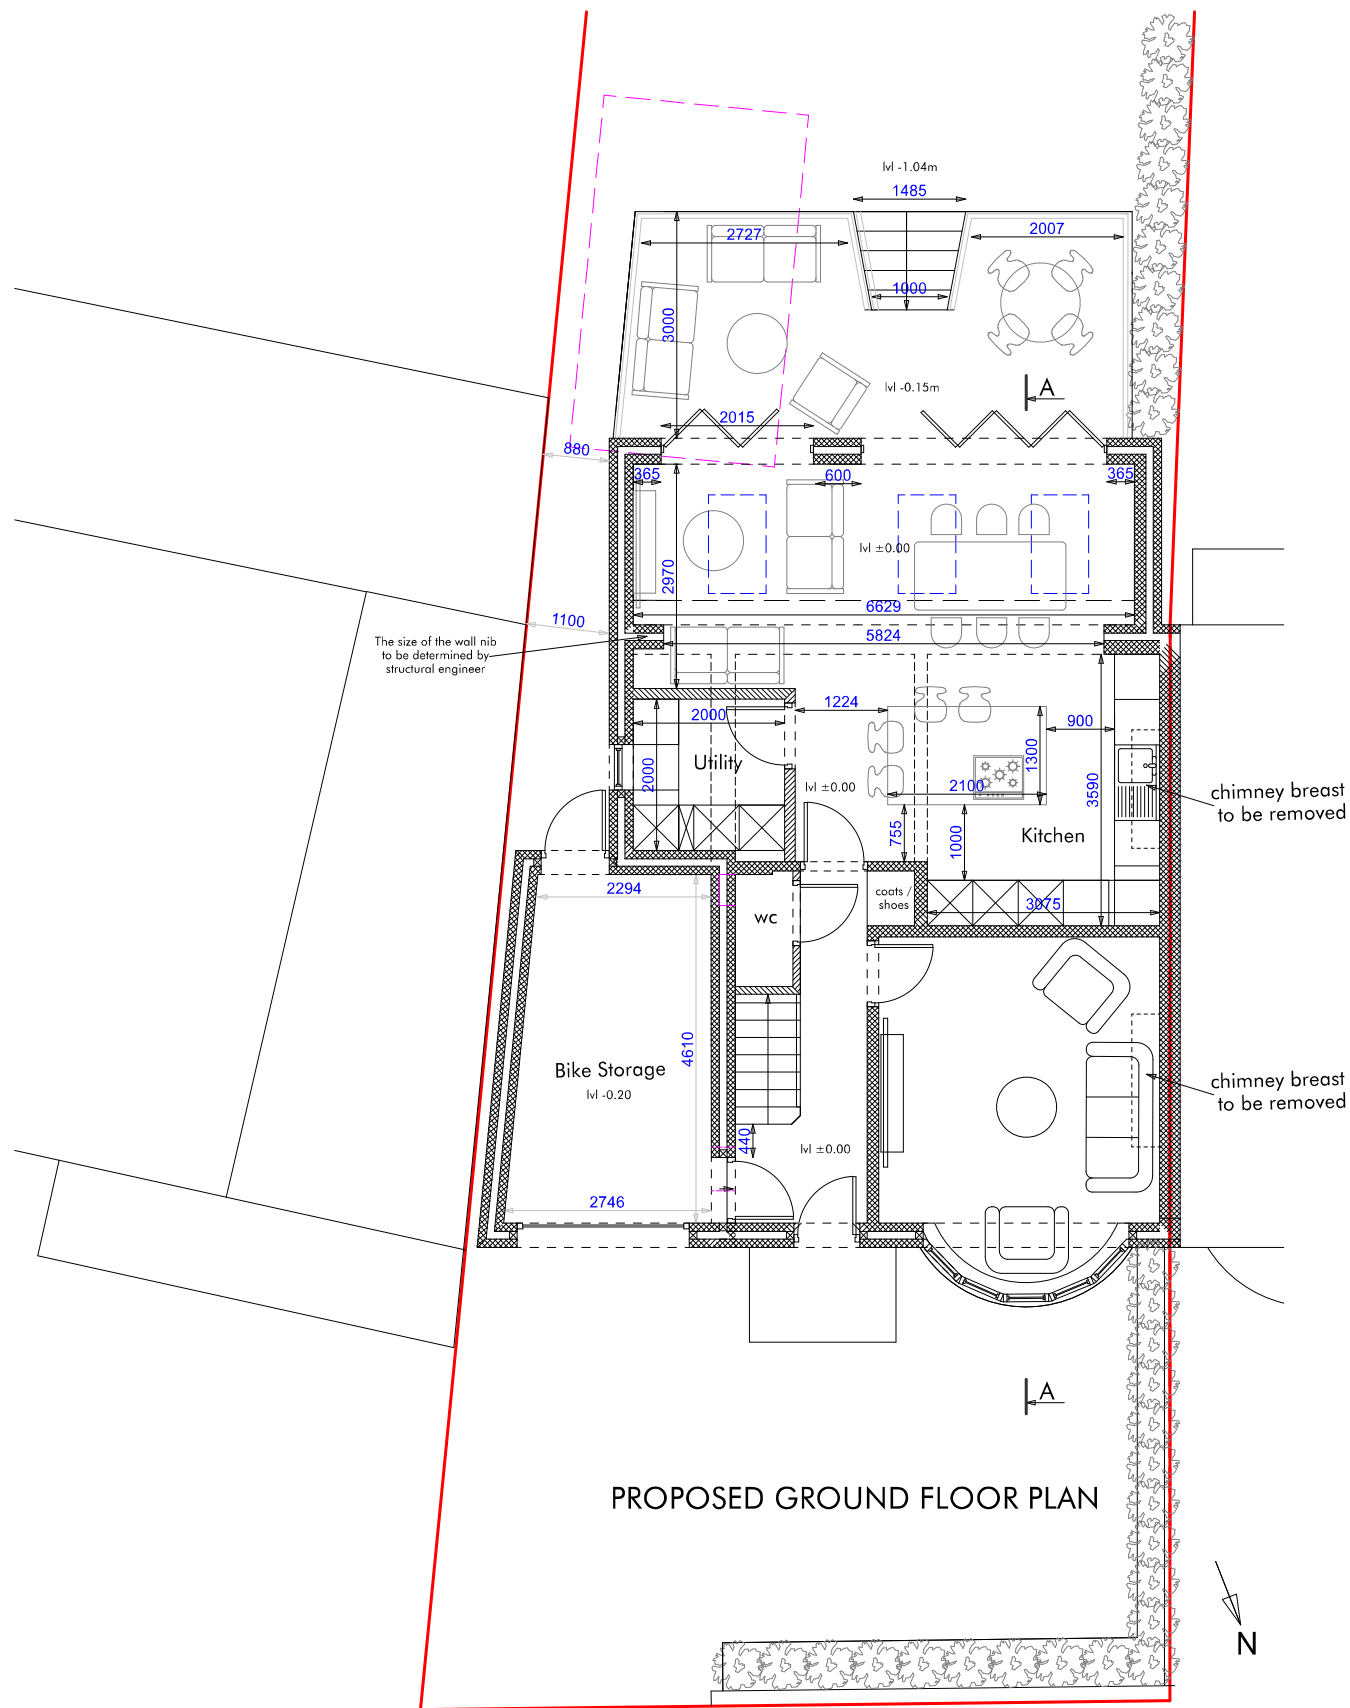 lvl -1.04m
1485
2727
2007
1000
3000
lvl -0.15m
A
2015
880
365
600
365
lvl ±0.00
2970
6629
1100
5824
The size of the wall nib
to be determined by
structural engineer
1224
2000
900
Utility
2000
1300
lvl ±0.00
2100
3590
chimney breast
to be removed
755
1000
Kitchen
2294
coats /
shoes
wc
3075
4610
Bike Storage
lvl -0.20
chimney breast
to be removed
440
lvl ±0.00
2746
A
PROPOSED GROUND FLOOR PLAN
N